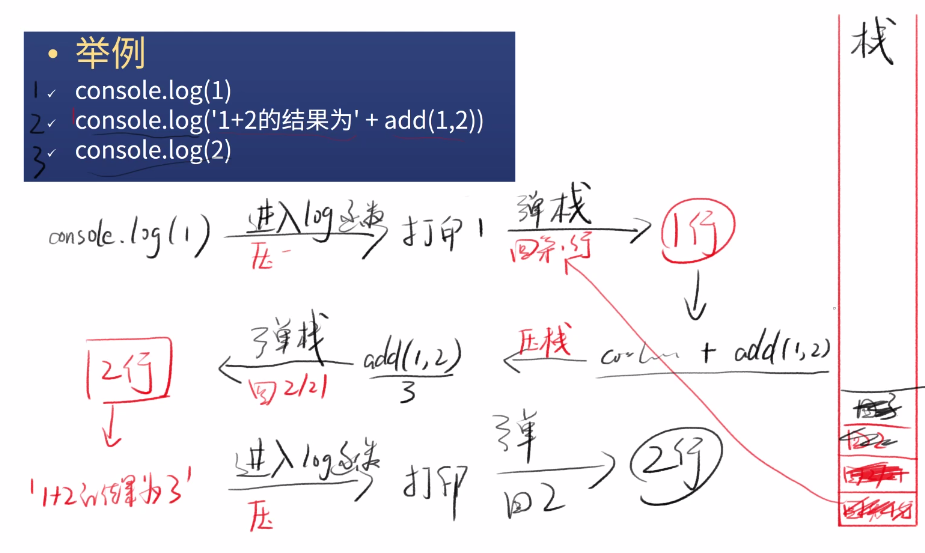 栈
• 举例
1 ✓ console.log(1)
2 ✓ console.log('1+2的结果为' + add(1,2))
3 ✓ console.log(2)
console.log(1) 进入log函数 打印1 弹栈 1行
压一 回第1行
2行 弹栈 add(1,2) 压栈 + add(1,2)
回2/2行 3
'1+2的结果为3' 进入log函数 打印 弹 2行
压 回2